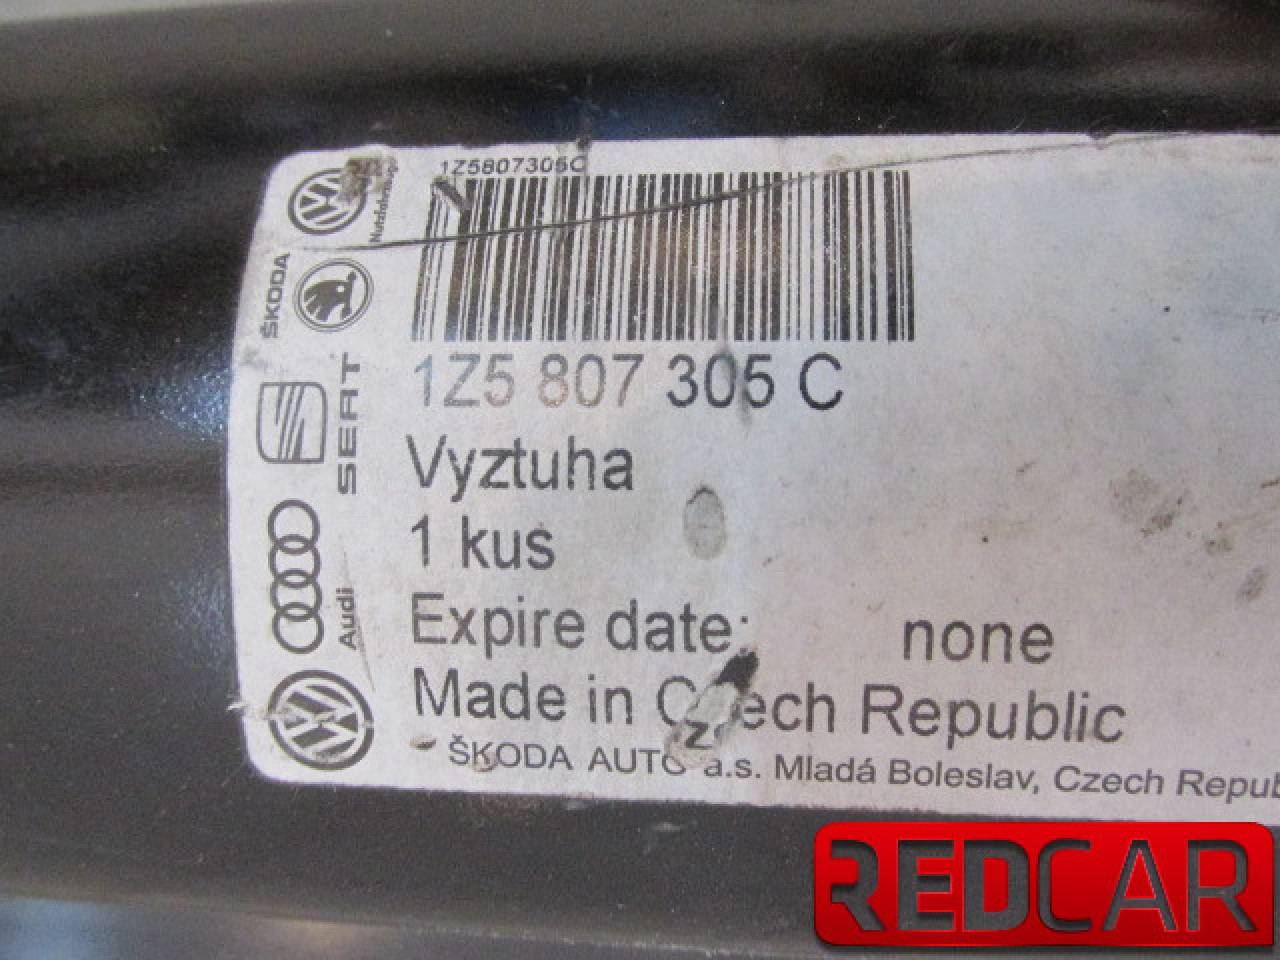 1Z5807305C
Nutzfahrzeuge
ŠKODA
SEAT
Audi
1Z5 807 305 C
Vyztuha
1 kus
Expire date: none
Made in Czech Republic
ŠKODA AUTO a.s. Mladá Boleslav, Czech Repub
REDCAR